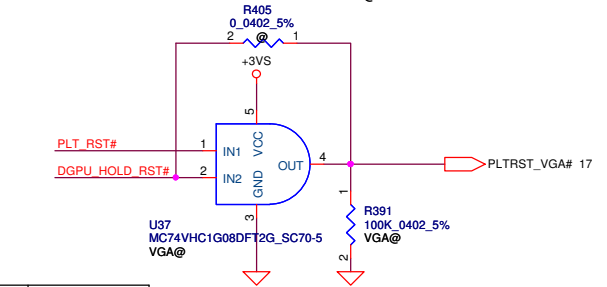 R405
0_0402_5%
@
2
1
+3VS
5
PLT_RST#
1
IN1
VCC
OUT
4
PLTRST_VGA# 17
DGPU_HOLD_RST#
2
IN2
GND
1
3
R391
100K_0402_5%
VGA@
2
U37
MC74VHC1G08DFT2G_SC70-5
VGA@